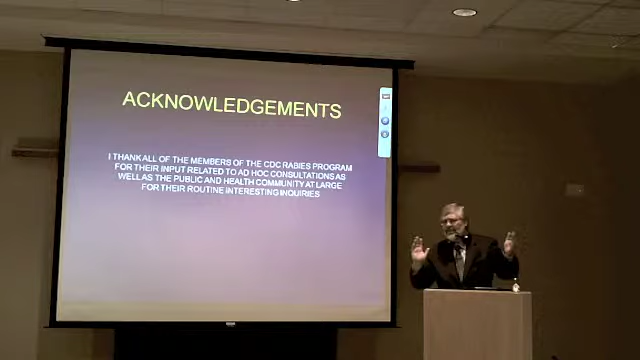 ACKNOWLEDGEMENTS
I THANK ALL OF THE MEMBERS OF THE CDC RABIES PROGRAM
FOR THEIR INPUT RELATED TO AD HOC CONSULTATIONS AS
WELL AS THE PUBLIC AND HEALTH COMMUNITY AT LARGE
FOR THEIR ROUTINE INTERESTING INQUIRIES